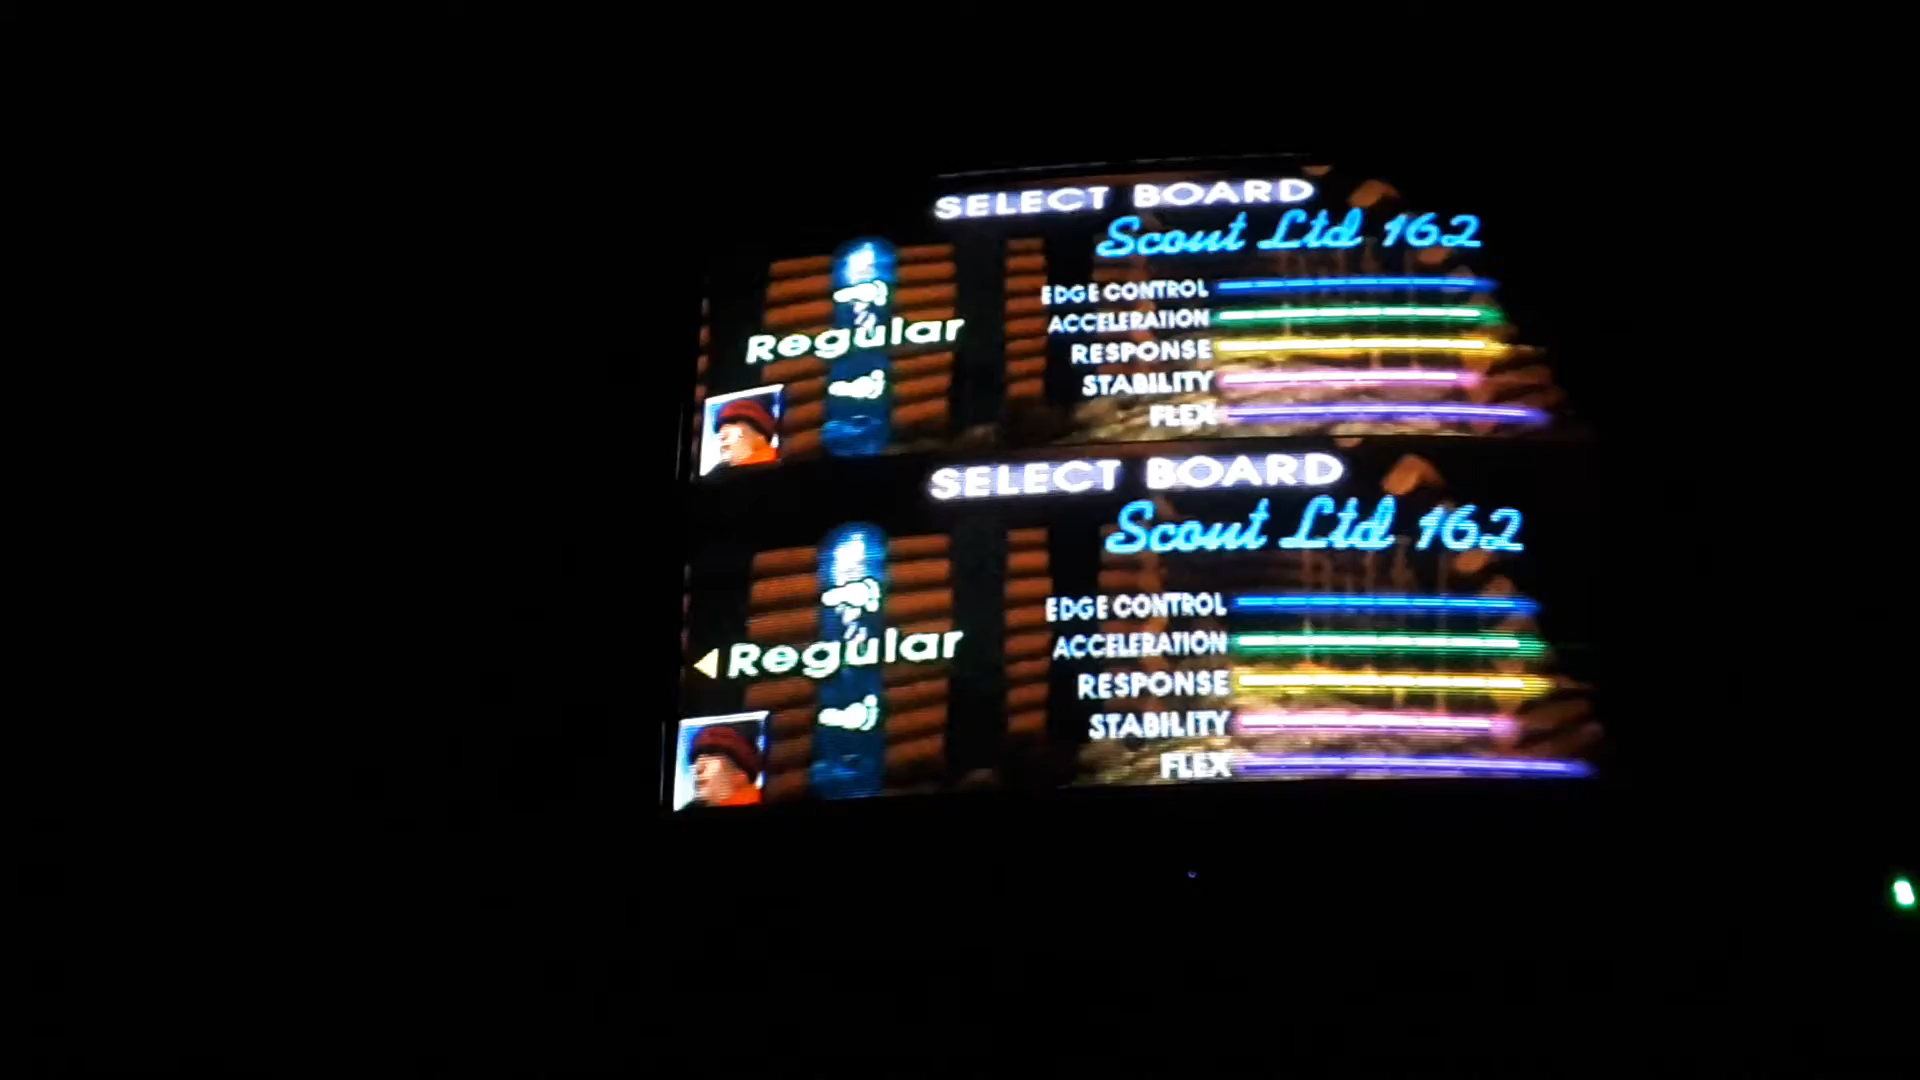 SELECT BOARD
Scout Ltd 162
EDGE CONTROL
ACCELERATION
Regular
RESPONSE
STABILITY
FLEX
SELECT BOARD
Scout Ltd 162
EDGE CONTROL
ACCELERATION
Regular
RESPONSE
STABILITY
FLEX